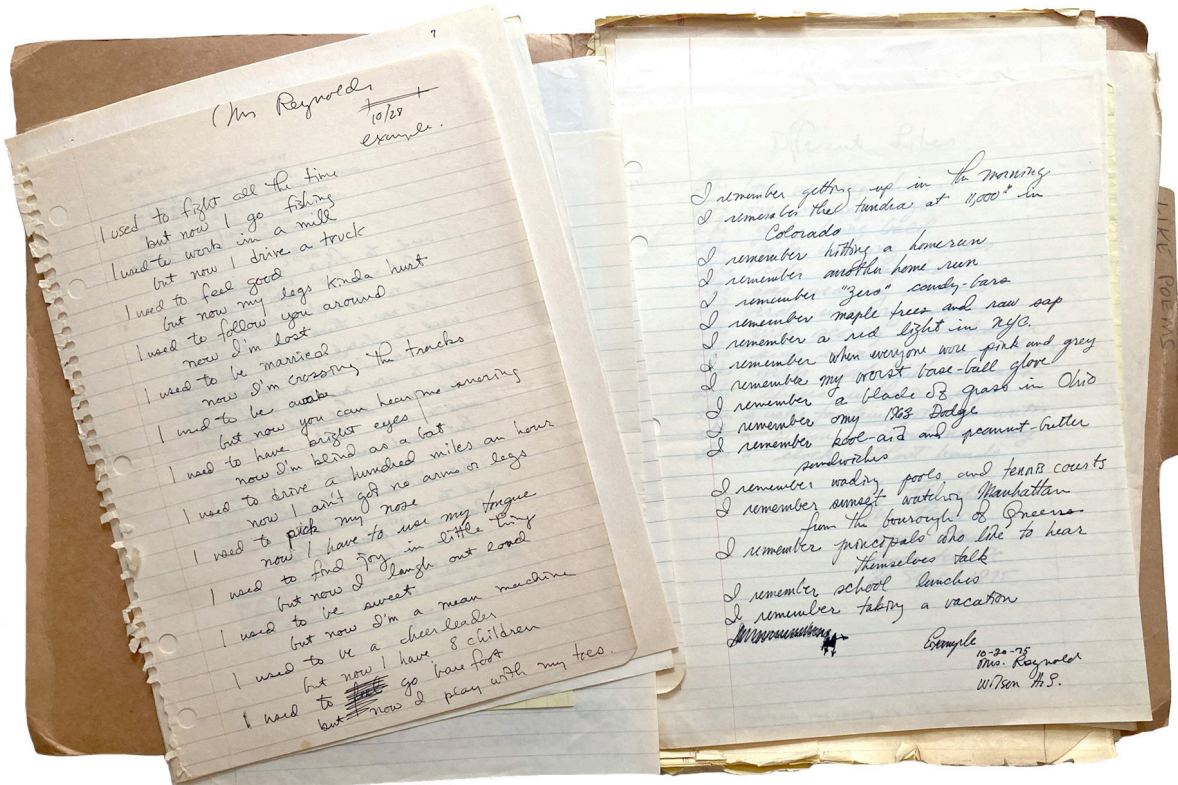 Mrs Reynolds
10/28
example.
I used to fight all the time
but now I go fishing
I used to work in a mill
but now I drive a truck
I used to feel good
but now my legs kinda hurt
I used to follow you around
now I'm lost
I used to be married
now I'm crossing the tracks
I used to be awake
but now you can hear me snoring
I used to have bright eyes
now I'm blind as a bat
I used to drive a hundred miles an hour
now I ain't got no arms or legs
I used to pick my nose
now I have to use my tongue
I used to find joy in little thing
but now I laugh out loud
I used to be sweet
but now I'm a mean machine
I used to be a cheerleader
but now I have 8 children
I used to go bare foot
but now I play with my toes.
Different Likes
I remember getting up in the morning
I remember the tundra at 11,000' in
Colorado
I remember hitting a homerun
I remember another home run
I remember "Zero" candy-bars
I remember maple trees and raw sap
I remember a red light in NYC.
I remember when everyone wore pink and grey
I remember my worst base-ball glove
I remember a blade of grass in Ohio
I remember my 1963 Dodge
I remember kool-aid and peannut-butter
sandwiches
I remember wading pools and tennis courts
I remember sunset watching Manhattan
from the bourough of Queens
I remember principals who like to hear
themselves talk
I remember school lunches
I remember taking a vacation
Example
10-20-75
Mrs. Reynolds
Wilson H.S.
LIKE POEMS